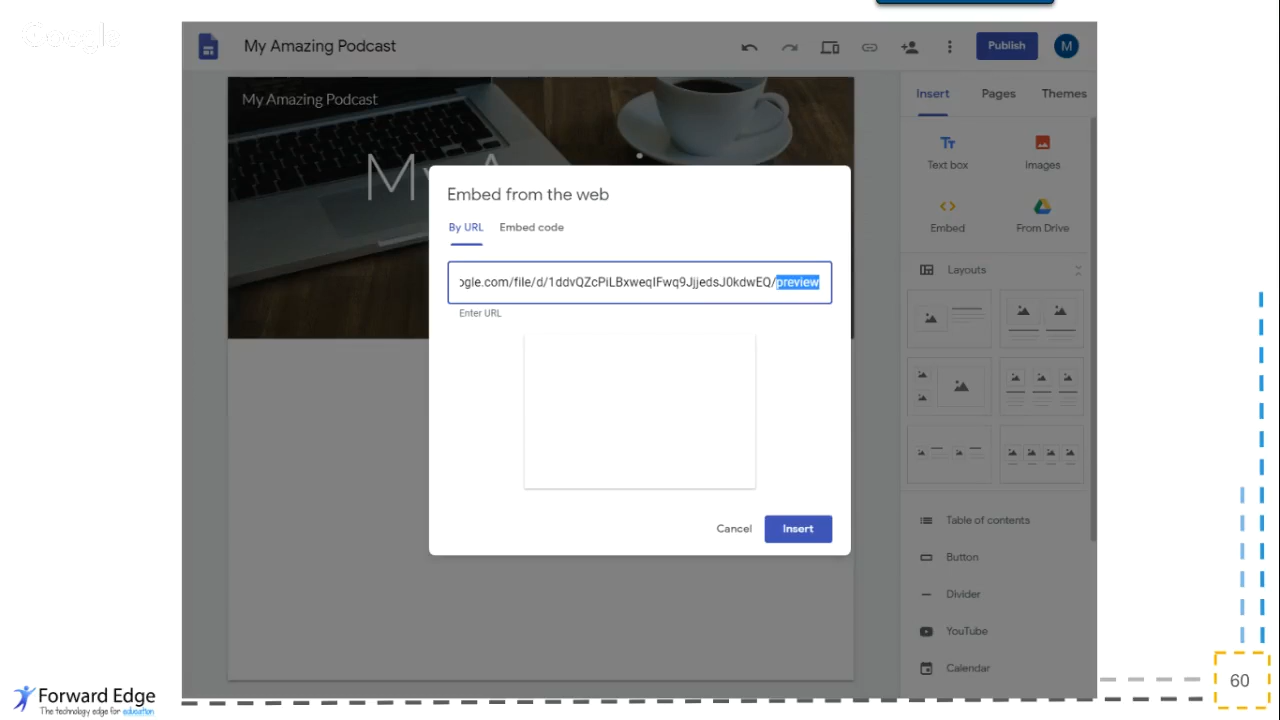 Google
My Amazing Podcast
Publish
M
My Amazing Podcast
Insert
Pages
Themes
My A
Text box
Images
Embed from the web
By URL
Embed code
Embed
From Drive
ogle.com/file/d/1ddvQZcPiLBxweqIFwq9JjjedsJ0kdwEQ/preview
Layouts
Enter URL
Cancel
Insert
Table of contents
Button
Divider
YouTube
Calendar
60
Forward Edge
The technology edge for education